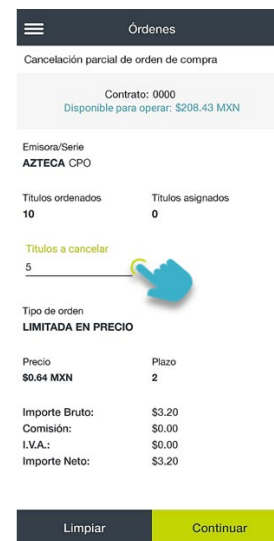 Órdenes
Cancelación parcial de orden de compra
Contrato: 0000
Disponible para operar: $208.43 MXN
Emisora/Serie
AZTECA CPO
Títulos ordenados Títulos asignados
10 0
Titulos a cancelar
5
Tipo de orden
LIMITADA EN PRECIO
Precio Plazo
$0.64 MXN 2
Importe Bruto: $3.20
Comisión: $0.00
I.V.A.: $0.00
Importe Neto: $3.20
Limpiar Continuar